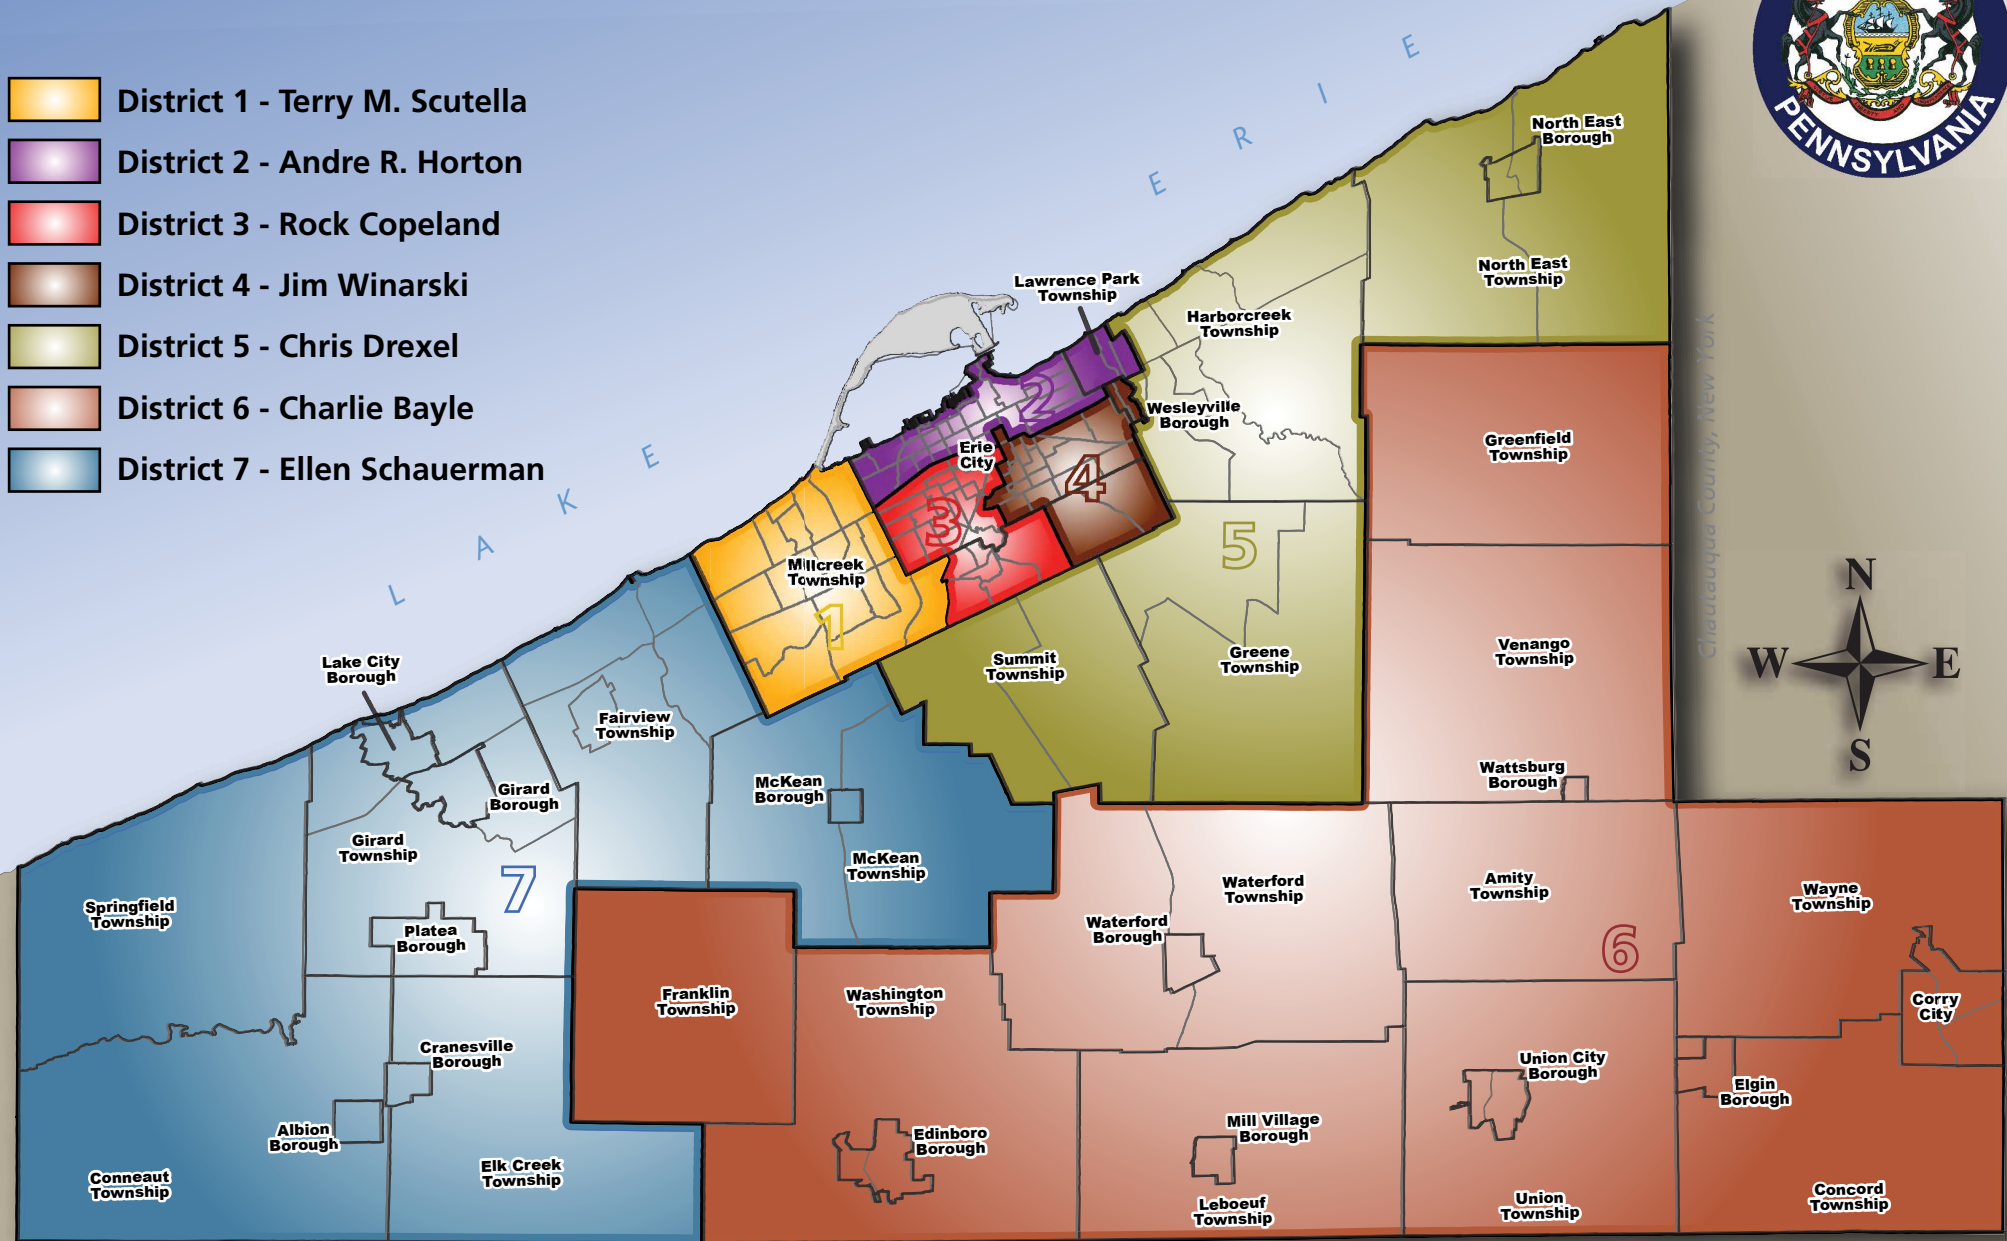 District 1 - Terry M. Scutella
District 2 - Andre R. Horton
District 3 - Rock Copeland
District 4 - Jim Winarski
District 5 - Chris Drexel
District 6 - Charlie Bayle
District 7 - Ellen Schauerman
LAKE ERIE
PENNSYLVANIA
North East
Borough
North East
Township
Lawrence Park
Township
Harborcreek
Township
Wesleyville
Borough
Erie
City
2
4
3
5
Greenfield
Township
Chautauqua County, New York
N
W
E
S
Millcreek
Township
1
Summit
Township
Greene
Township
Venango
Township
Wattsburg
Borough
Lake City
Borough
Fairview
Township
Girard
Borough
McKean
Borough
Girard
Township
McKean
Township
7
Springfield
Township
Platea
Borough
Waterford
Township
Waterford
Borough
Amity
Township
Wayne
Township
6
Corry
City
Franklin
Township
Washington
Township
Cranesville
Borough
Union City
Borough
Elgin
Borough
Albion
Borough
Edinboro
Borough
Mill Village
Borough
Conneaut
Township
Elk Creek
Township
Leboeuf
Township
Union
Township
Concord
Township